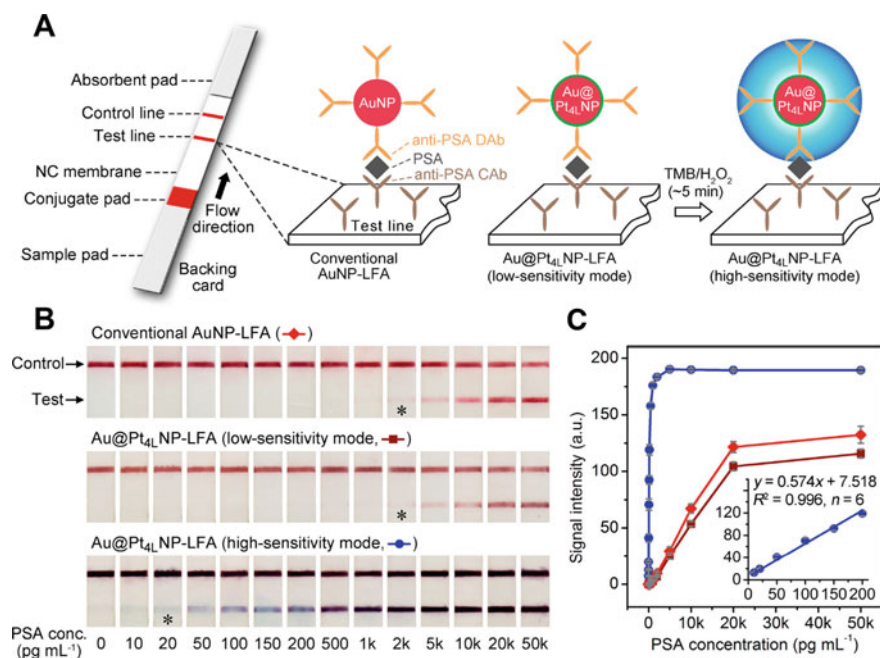 A
Absorbent pad
Control line
Test line
NC membrane
Conjugate pad
Sample pad
Flow
direction
Backing
card
AuNP
anti-PSA DAb
PSA
anti-PSA CAb
Test line
Conventional
AuNP-LFA
Au@
Pt4LNP
Au@Pt4LNP-LFA
(low-sensitivity mode)
TMB/H2O2
(~5 min)
Au@
Pt4LNP
Au@Pt4LNP-LFA
(high-sensitivity mode)
B
Conventional AuNP-LFA ( )
Control
Test
*
Au@Pt4LNP-LFA (low-sensitivity mode, )
*
Au@Pt4LNP-LFA (high-sensitivity mode, )
*
PSA conc.
(pg mL-1)
0 10 20 50 100 150 200 500 1k 2k 5k 10k 20k 50k
C
Signal intensity (a.u.)
200
150
100
50
0
0 10k 20k 30k 40k 50k
PSA concentration (pg mL-1)
y = 0.574x + 7.518
R2 = 0.996, n = 6
120
80
40
0
0 50 100 150 200